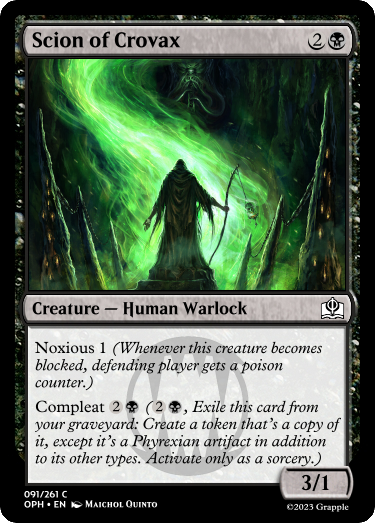 Scion of Crovax 2
Creature — Human Warlock
Noxious 1 (Whenever this creature becomes
blocked, defending player gets a poison
counter.)
Compleat 2 (2, Exile this card from
your graveyard: Create a token that's a copy of
it, except it's a Phyrexian artifact in addition
to its other types. Activate only as a sorcery.)
3/1
091/261 C
OPH • EN Maichol Quinto
©2023 Grapple